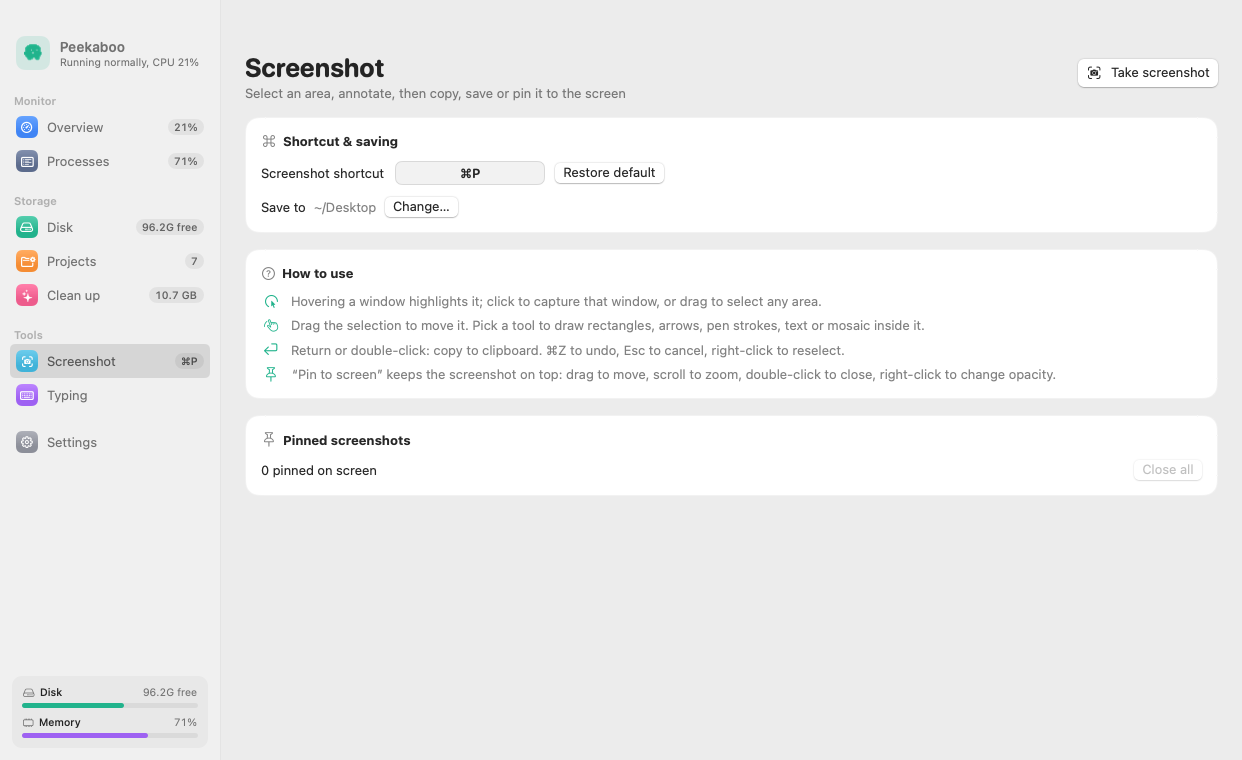 Peekaboo
Running normally, CPU 21%
Monitor
Overview 21%
Processes 71%
Storage
Disk 96.2G free
Projects 7
Clean up 10.7 GB
Tools
Screenshot ⌘P
Typing
Settings
Disk 96.2G free
Memory 71%
Screenshot
Select an area, annotate, then copy, save or pin it to the screen
Take screenshot
Shortcut & saving
Screenshot shortcut ⌘P Restore default
Save to ~/Desktop Change...
How to use
Hovering a window highlights it; click to capture that window, or drag to select any area.
Drag the selection to move it. Pick a tool to draw rectangles, arrows, pen strokes, text or mosaic inside it.
Return or double-click: copy to clipboard. ⌘Z to undo, Esc to cancel, right-click to reselect.
“Pin to screen” keeps the screenshot on top: drag to move, scroll to zoom, double-click to close, right-click to change opacity.
Pinned screenshots
0 pinned on screen Close all